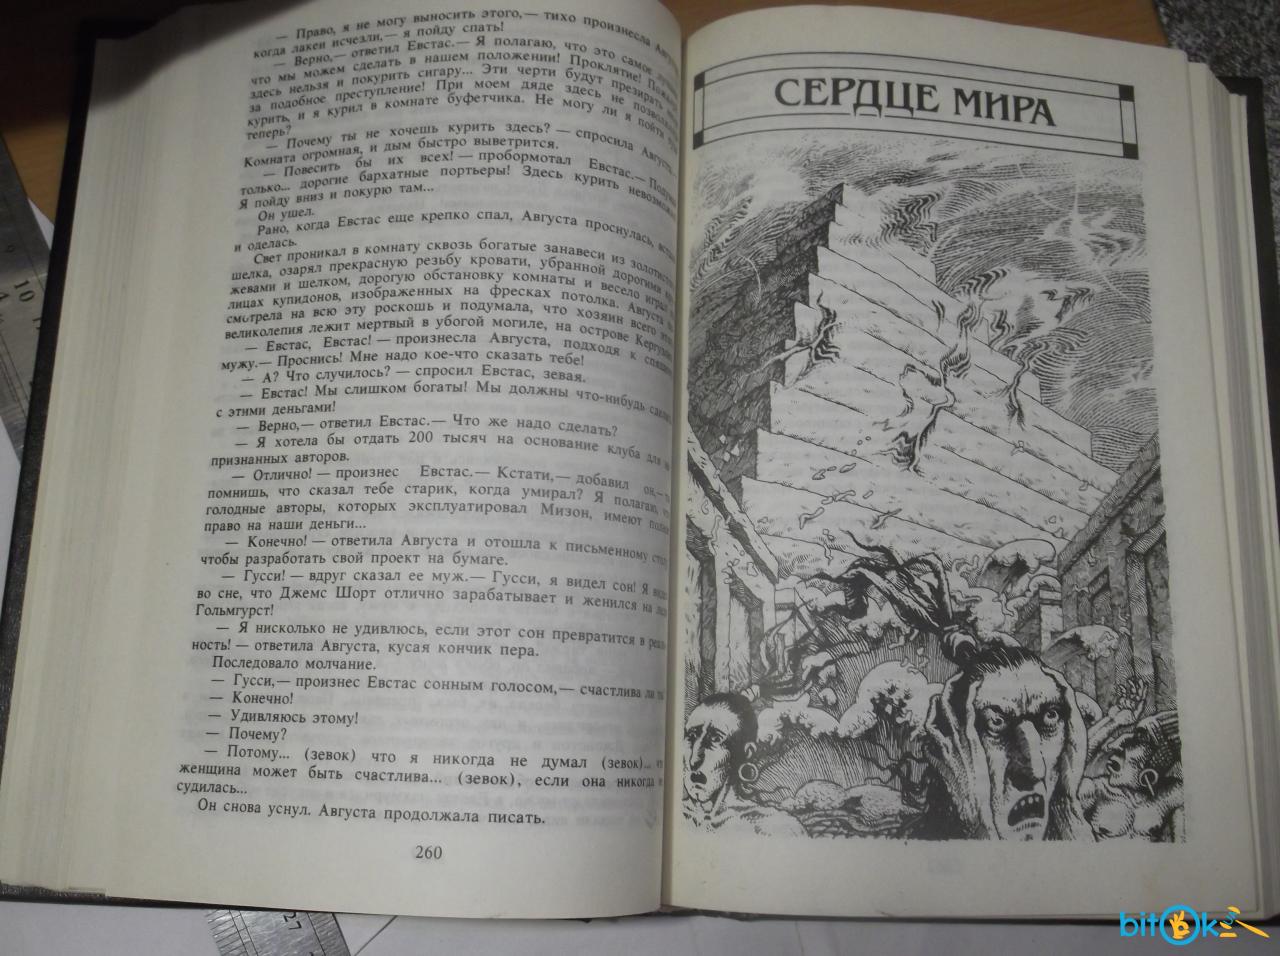 — Право, я не могу выносить этого,— тихо произнесла
когда лакеи исчезли,— я пойду спать!
— Верно,— ответил Евстас.— Я полагаю, что это самое
что мы можем сделать в нашем положении! Проклятие!
здесь нельзя и покурить сигару... Эти черти будут презирать
за подобное преступление! При моем дяде здесь не
курить, и я курил в комнате буфетчика. Не могу ли я пойти
теперь?
— Почему ты не хочешь курить здесь? — спросила Августа.—
Комната огромная, и дым быстро выветрится.
— Повесить бы их всех! — пробормотал Евстас.—
только... дорогие бархатные портьеры! Здесь курить
Я пойду вниз и покурю там...
Он ушел.
Рано, когда Евстас еще крепко спал, Августа проснулась,
и оделась.
Свет проникал в комнату сквозь богатые занавеси из
шелка, озарял прекрасную резьбу кровати, убранной дорогими
жевами и шелком, дорогую обстановку комнаты и весело
лицах купидонов, изображенных на фресках потолка. Августа
смотрела на всю эту роскошь и подумала, что хозяин всего
великолепия лежит мертвый в убогой могиле, на острове
— Евстас, Евстас! — произнесла Августа, подходя к
мужу.— Проснись! Мне надо кое-что сказать тебе!
— А? Что случилось? — спросил Евстас, зевая.
— Евстас! Мы слишком богаты! Мы должны что-нибудь
с этими деньгами!
— Верно,— ответил Евстас.— Что же надо сделать?
— Я хотела бы отдать 200 тысяч на основание клуба для
признанных авторов.
— Отлично! — произнес Евстас.— Кстати,— добавил он,—
помнишь, что сказал тебе старик, когда умирал? Я полагаю, что
голодные авторы, которых эксплуатировал Мизон, имеют
право на наши деньги...
— Конечно! — ответила Августа и отошла к письменному
чтобы разработать свой проект на бумаге.
— Гусси! — вдруг сказал ее муж.— Гусси, я видел сон! Я
во сне, что Джемс Шорт отлично зарабатывает и женился на
Гольмгурст!
— Я нисколько не удивлюсь, если этот сон превратится в
ность! — ответила Августа, кусая кончик пера.
Последовало молчание.
— Гусси,— произнес Евстас сонным голосом,— счастлива ли
— Конечно!
— Удивляюсь этому!
— Почему?
— Потому... (зевок) что я никогда не думал (зевок)...
женщина может быть счастлива... (зевок), если она никогда
судилась...
Он снова уснул. Августа продолжала писать.
260
СЕРДЦЕ МИРА
10
27
bitok